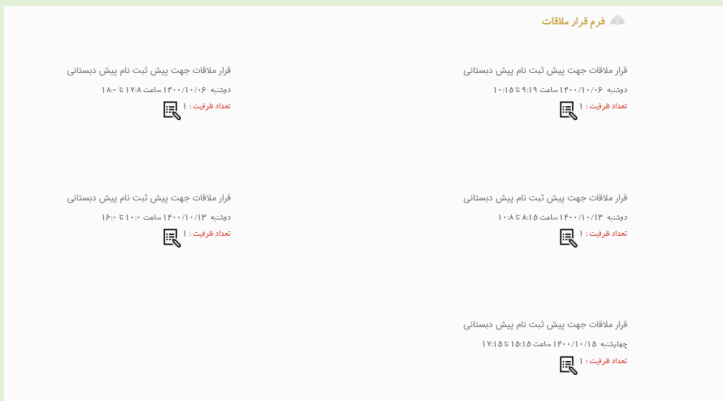 فرم قرار ملاقات
قرار ملاقات جهت پیش ثبت نام پیش دبستانی
دوشنبه ۱۴۰۰/۱۰/۰۶ ساعت ۹:۱۹ تا ۱۰:۱۵
تعداد ظرفیت : ۱
قرار ملاقات جهت پیش ثبت نام پیش دبستانی
دوشنبه ۱۴۰۰/۱۰/۰۶ ساعت ۱۷:۸ تا ۱۸:۰
تعداد ظرفیت : ۱
قرار ملاقات جهت پیش ثبت نام پیش دبستانی
دوشنبه ۱۴۰۰/۱۰/۱۳ ساعت ۸:۱۵ تا ۱۰:۸
تعداد ظرفیت : ۱
قرار ملاقات جهت پیش ثبت نام پیش دبستانی
دوشنبه ۱۴۰۰/۱۰/۱۳ ساعت ۱۰:۰ تا ۱۶:۰
تعداد ظرفیت : ۱
قرار ملاقات جهت پیش ثبت نام پیش دبستانی
چهارشنبه ۱۴۰۰/۱۰/۱۵ ساعت ۱۵:۱۵ تا ۱۷:۱۵
تعداد ظرفیت : ۱